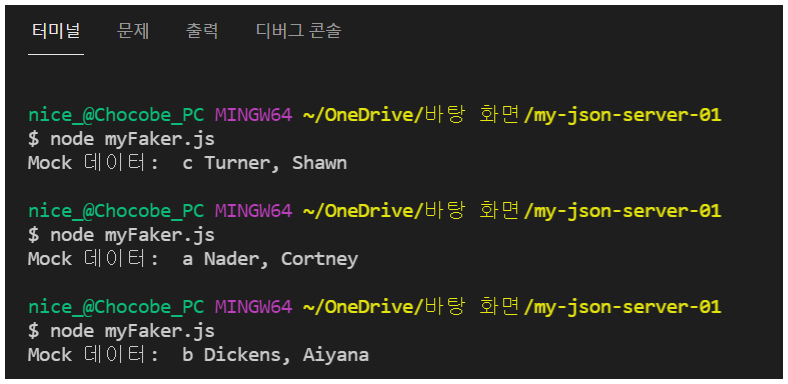 터미널 문제 출력 디버그 콘솔
nice_@Chocobe_PC MINGW64 ~/OneDrive/바탕 화면/my-json-server-01
$ node myFaker.js
Mock 데이터:  c Turner, Shawn
nice_@Chocobe_PC MINGW64 ~/OneDrive/바탕 화면/my-json-server-01
$ node myFaker.js
Mock 데이터:  a Nader, Cortney
nice_@Chocobe_PC MINGW64 ~/OneDrive/바탕 화면/my-json-server-01
$ node myFaker.js
Mock 데이터:  b Dickens, Aiyana